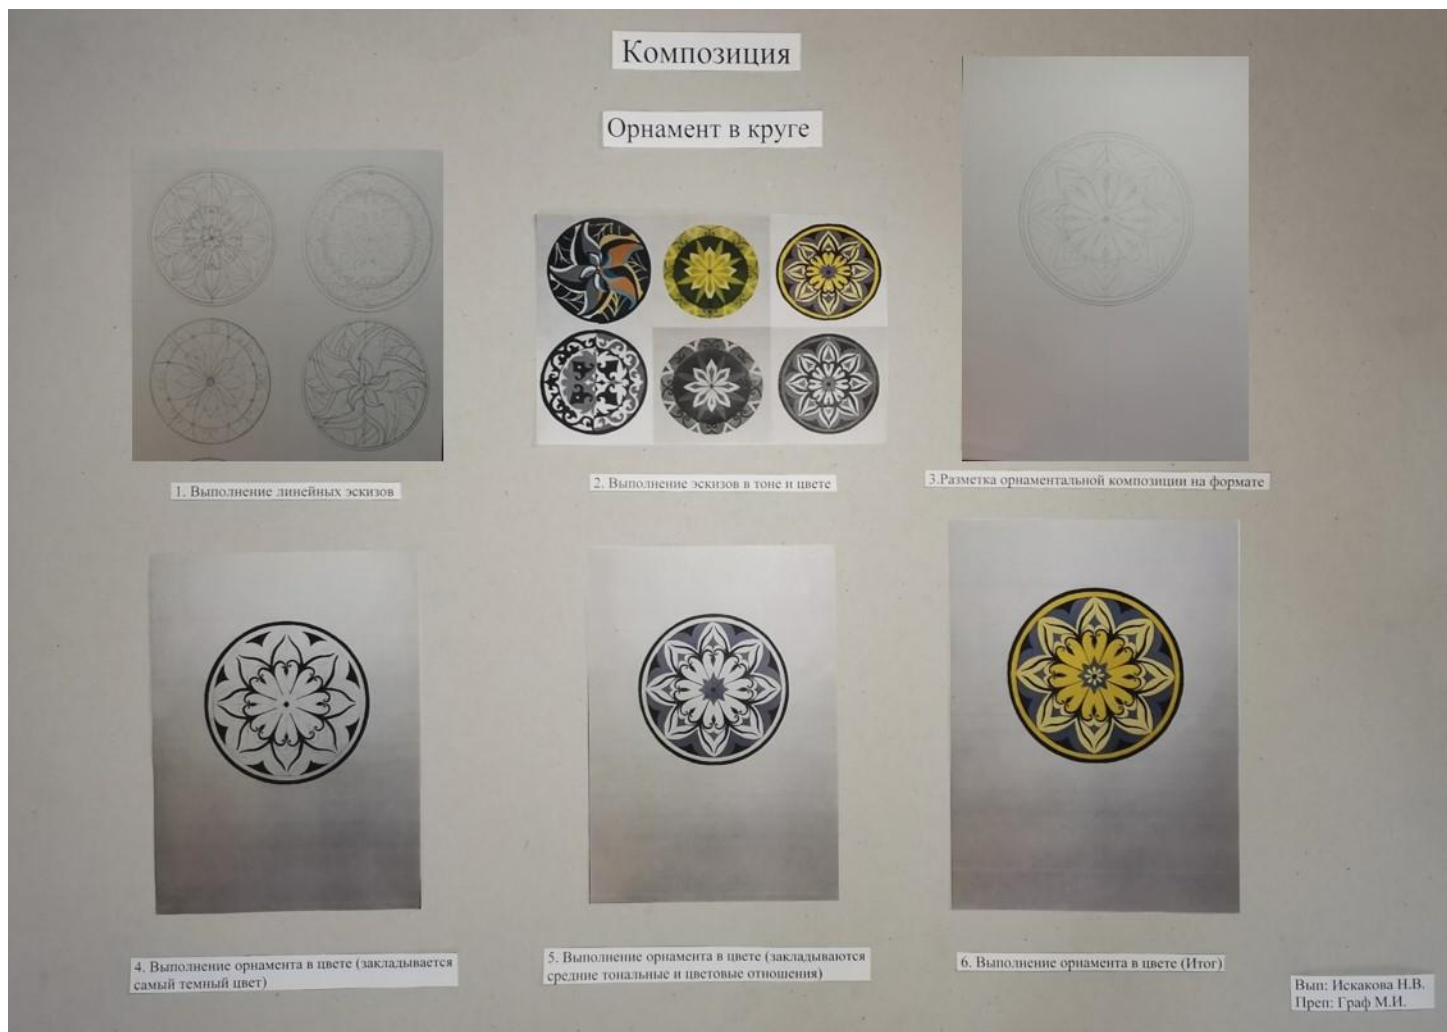 Композиция
Орнамент в круге
1. Выполнение линейных эскизов
2. Выполнение эскизов в тоне и цвете
3.Разметка орнаментальной композиции на формате
4. Выполнение орнамента в цвете (закладывается
самый темный цвет)
5. Выполнение орнамента в цвете (закладываются
средние тональные и цветовые отношения)
6. Выполнение орнамента в цвете (Итог)
Вып: Искакова Н.В.
Преп: Граф М.И.